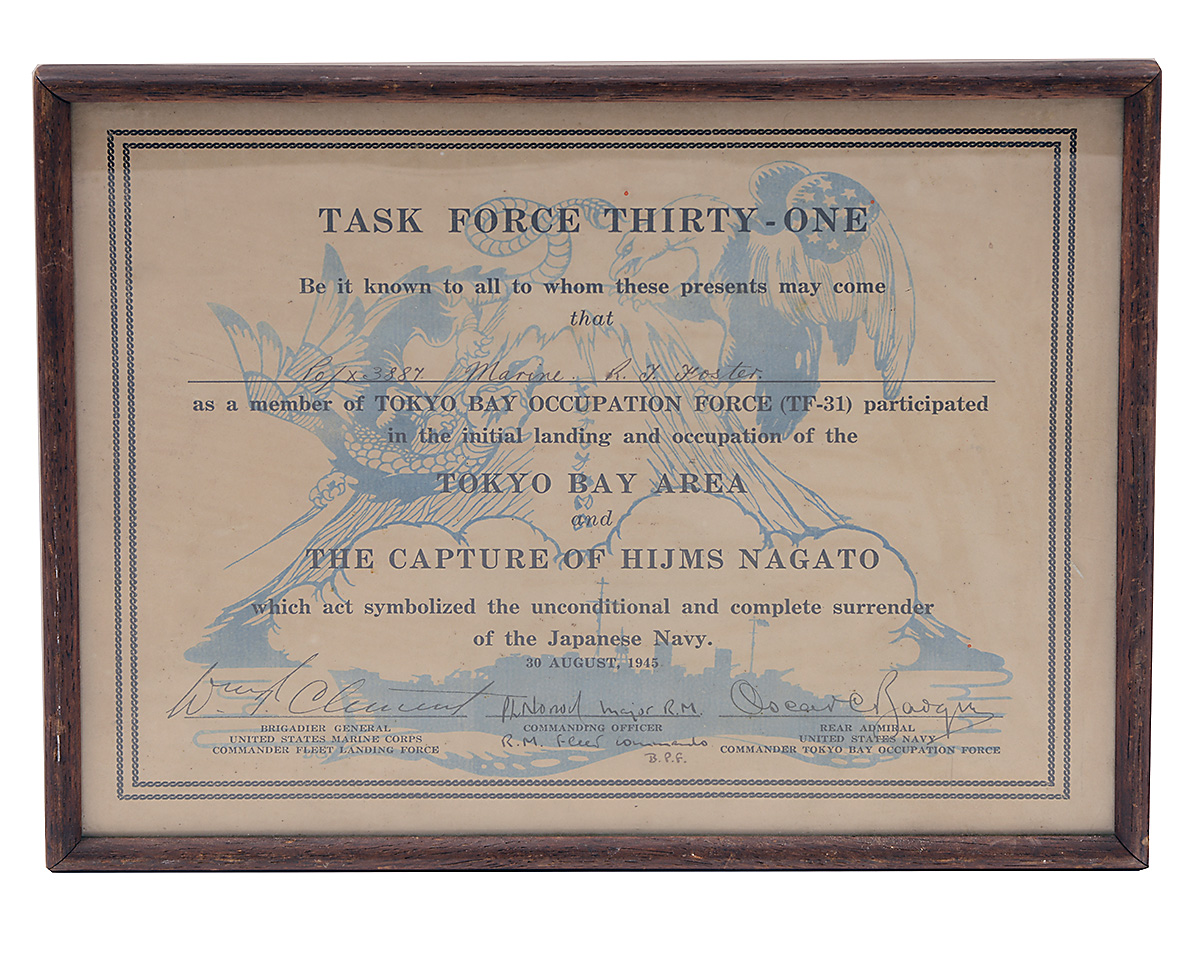 TASK FORCE THIRTY-ONE
Be it known to all to whom these presents may come
that
Po/x3887 Marine. R. J. Foster.
as a member of TOKYO BAY OCCUPATION FORCE (TF-31) participated
in the initial landing and occupation of the
TOKYO BAY AREA
and
THE CAPTURE OF HIJMS NAGATO
which act symbolized the unconditional and complete surrender
of the Japanese Navy.
30 AUGUST, 1945
Clement
Major R.M.
Oscar C Badger
BRIGADIER GENERAL
UNITED STATES MARINE CORPS
COMMANDER FLEET LANDING FORCE
COMMANDING OFFICER
R.M. Fleet Commando
B.P.F.
REAR ADMIRAL
UNITED STATES NAVY
COMMANDER TOKYO BAY OCCUPATION FORCE